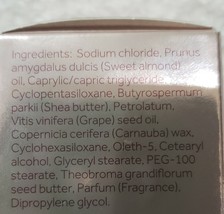 Ingredients: Sodium chloride, Prunus
amygdalus dulcis (Sweet almond)
oil, Caprylic/capric triglyceride,
Cyclopentasiloxane, Butyrospermum
parkii (Shea butter), Petrolatum,
Vitis vinifera (Grape) seed oil,
Copernicia cerifera (Carnauba) wax,
Cyclohexasiloxane, Oleth-5, Cetearyl
alcohol, Glyceryl stearate, PEG-100
stearate, Theobroma grandiflorum
seed butter, Parfum (Fragrance),
Dipropylene glycol.